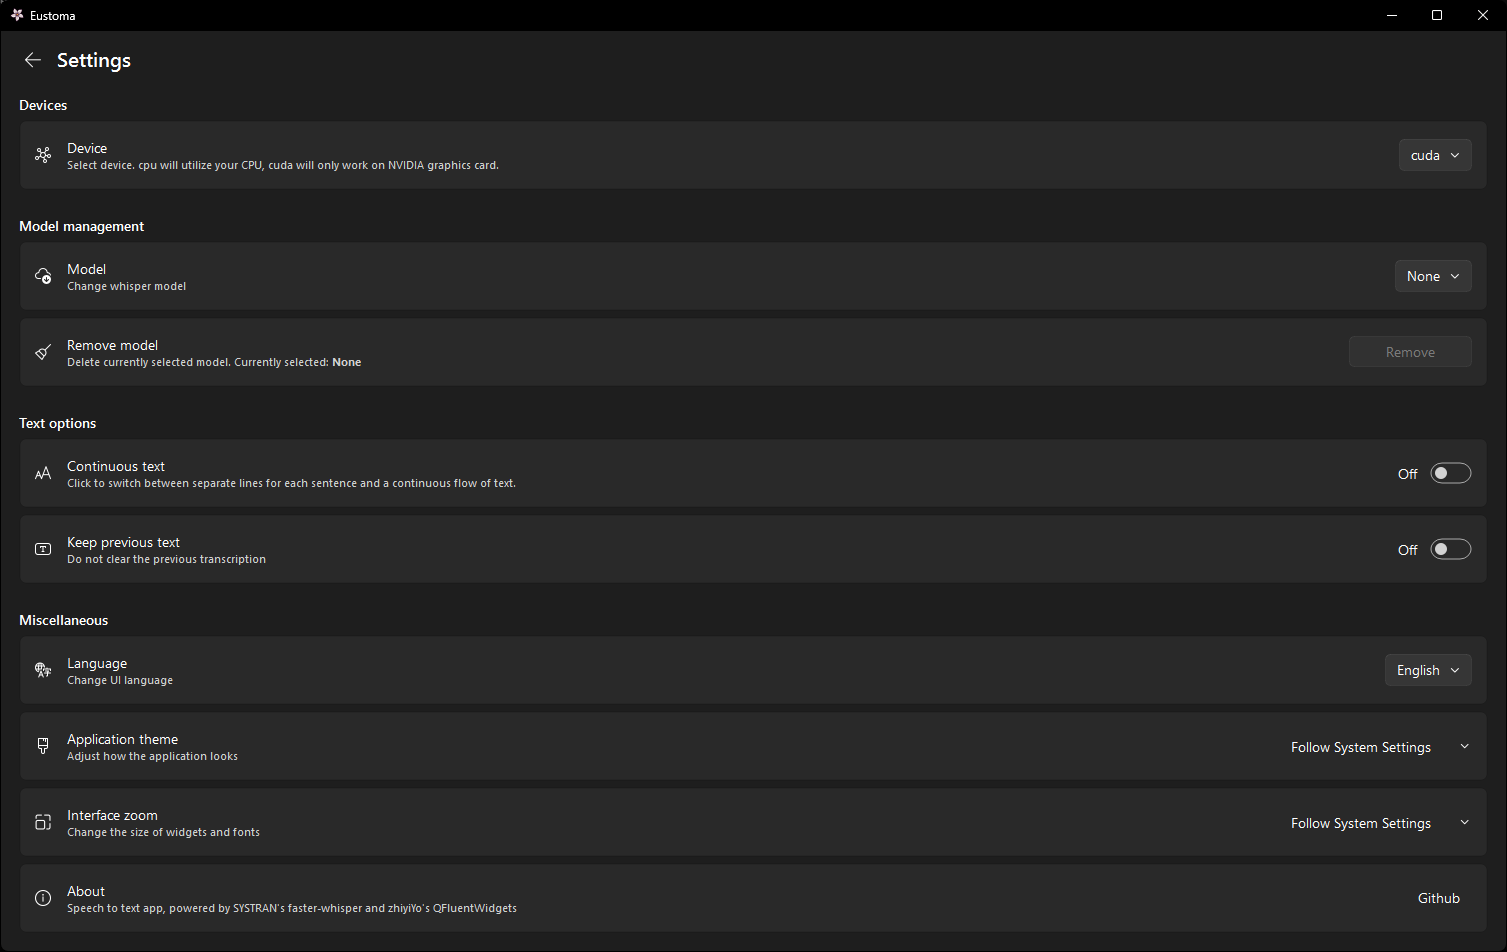 Eustoma
Settings
Devices
Device
Select device. cpu will utilize your CPU, cuda will only work on NVIDIA graphics card.
cuda
Model management
Model
Change whisper model
None
Remove model
Delete currently selected model. Currently selected: None
Remove
Text options
Continuous text
Click to switch between separate lines for each sentence and a continuous flow of text.
Off
Keep previous text
Do not clear the previous transcription
Off
Miscellaneous
Language
Change UI language
English
Application theme
Adjust how the application looks
Follow System Settings
Interface zoom
Change the size of widgets and fonts
Follow System Settings
About
Speech to text app, powered by SYSTRAN's faster-whisper and zhiyiYo's QFluentWidgets
Github